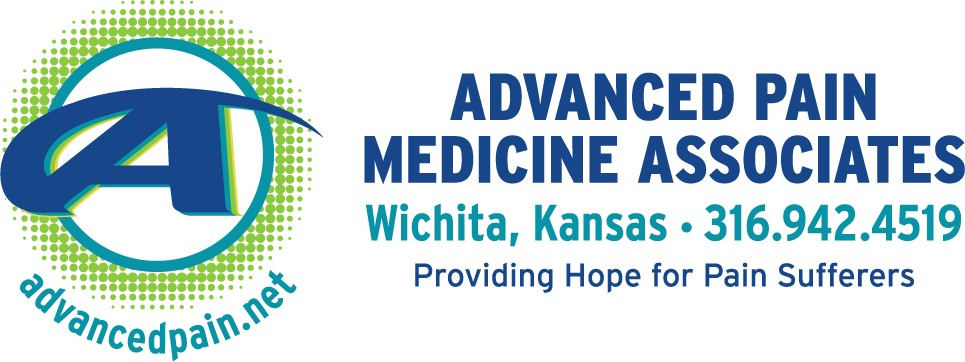 A
advancedpain.net
ADVANCED PAIN
MEDICINE ASSOCIATES
Wichita, Kansas • 316.942.4519
Providing Hope for Pain Sufferers